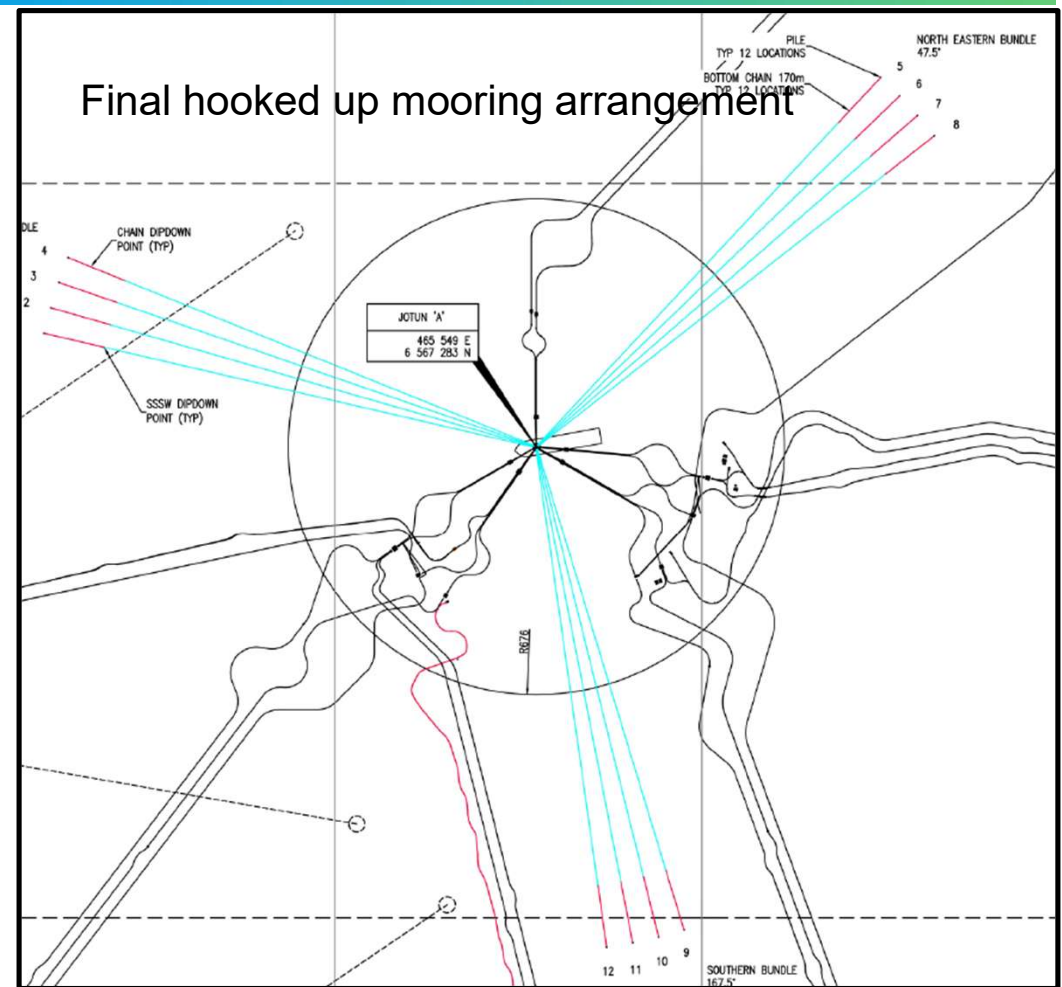 Final hooked up mooring arrangement
PILE
TYP 12 LOCATIONS
BOTTOM CHAIN 170m
TYP 12 LOCATIONS
NORTH EASTERN BUNDLE
47.5°
5
6
7
8
DLE
4
3
2
CHAIN DIPDOWN
POINT (TYP)
JOTUN 'A'
465 549 E
6 567 283 N
SSSW DIPDOWN
POINT (TYP)
R676
12
11
10
9
SOUTHERN BUNDLE
167.5°